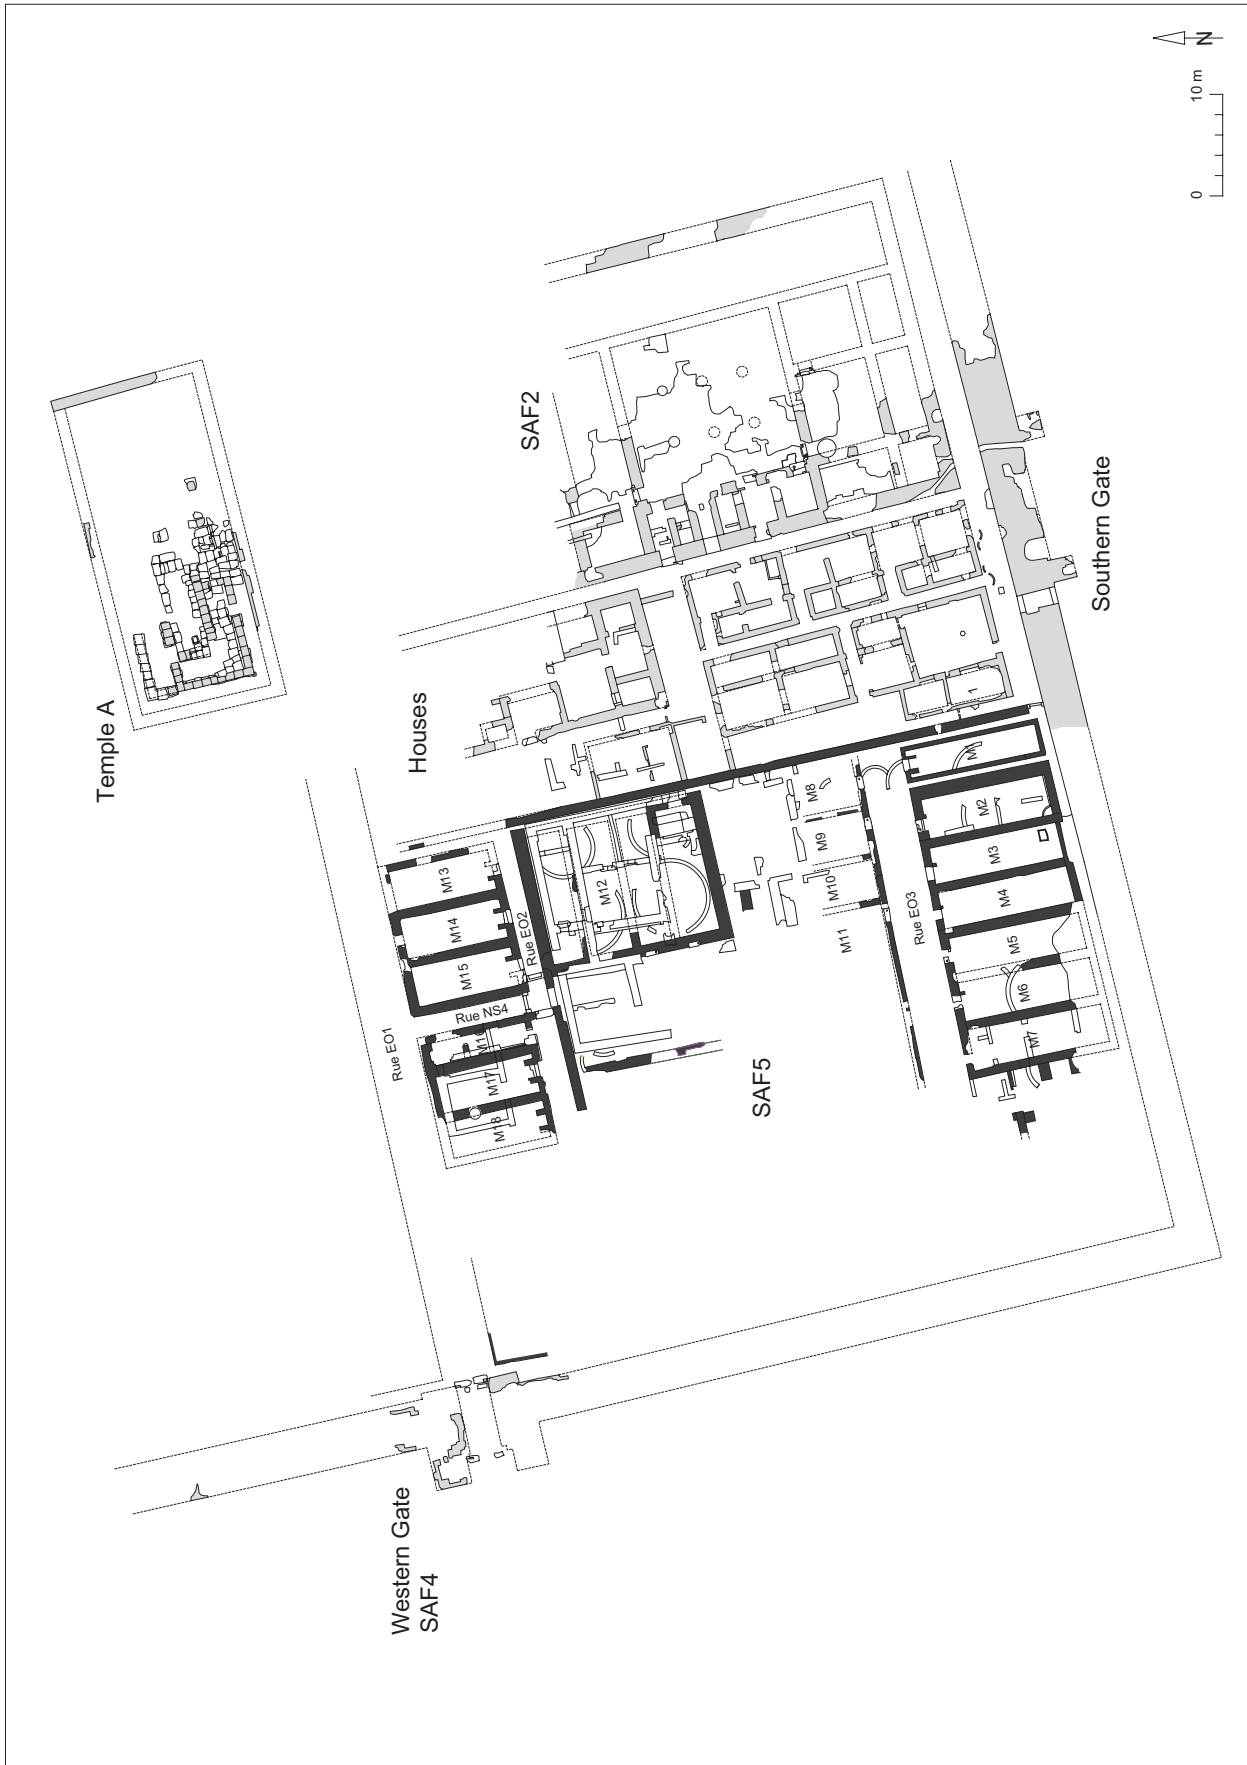 N
0
10 m
Temple A
Houses
SAF2
Southern Gate
Western Gate
SAF4
SAF5
Rue EO1
Rue NS4
Rue EO2
Rue EO3
M13
M14
M15
M16
M17
M18
M12
M8
M9
M10
M11
1
M1
M2
M3
M4
M5
M6
M7